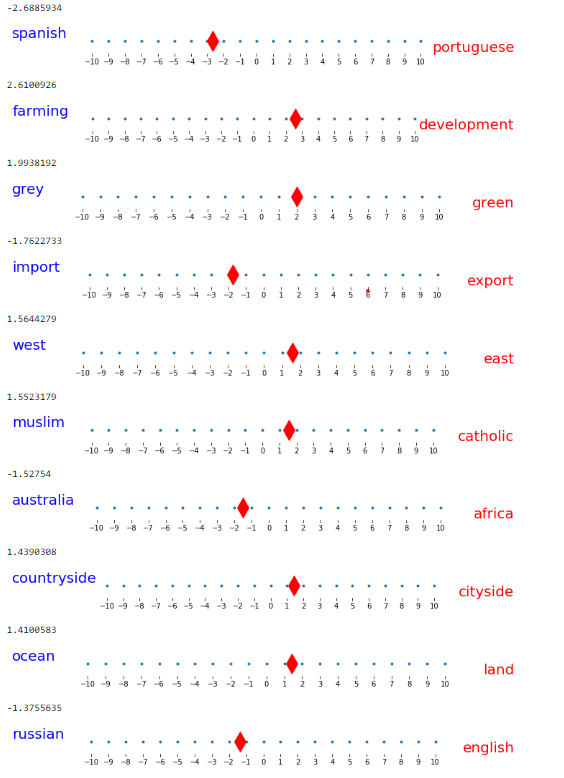 -2.6885934
spanish
portuguese
−10 −9 −8 −7 −6 −5 −4 −3 −2 −1 0 1 2 3 4 5 6 7 8 9 10
2.6100926
farming
development
−10 −9 −8 −7 −6 −5 −4 −3 −2 −1 0 1 2 3 4 5 6 7 8 9 10
1.9938192
grey
green
−10 −9 −8 −7 −6 −5 −4 −3 −2 −1 0 1 2 3 4 5 6 7 8 9 10
-1.7622733
import
export
−10 −9 −8 −7 −6 −5 −4 −3 −2 −1 0 1 2 3 4 5 6 7 8 9 10
1.5644279
west
east
−10 −9 −8 −7 −6 −5 −4 −3 −2 −1 0 1 2 3 4 5 6 7 8 9 10
1.5523179
muslim
catholic
−10 −9 −8 −7 −6 −5 −4 −3 −2 −1 0 1 2 3 4 5 6 7 8 9 10
-1.52754
australia
africa
−10 −9 −8 −7 −6 −5 −4 −3 −2 −1 0 1 2 3 4 5 6 7 8 9 10
1.4390308
countryside
cityside
−10 −9 −8 −7 −6 −5 −4 −3 −2 −1 0 1 2 3 4 5 6 7 8 9 10
1.4100583
ocean
land
−10 −9 −8 −7 −6 −5 −4 −3 −2 −1 0 1 2 3 4 5 6 7 8 9 10
-1.3755635
russian
english
−10 −9 −8 −7 −6 −5 −4 −3 −2 −1 0 1 2 3 4 5 6 7 8 9 10